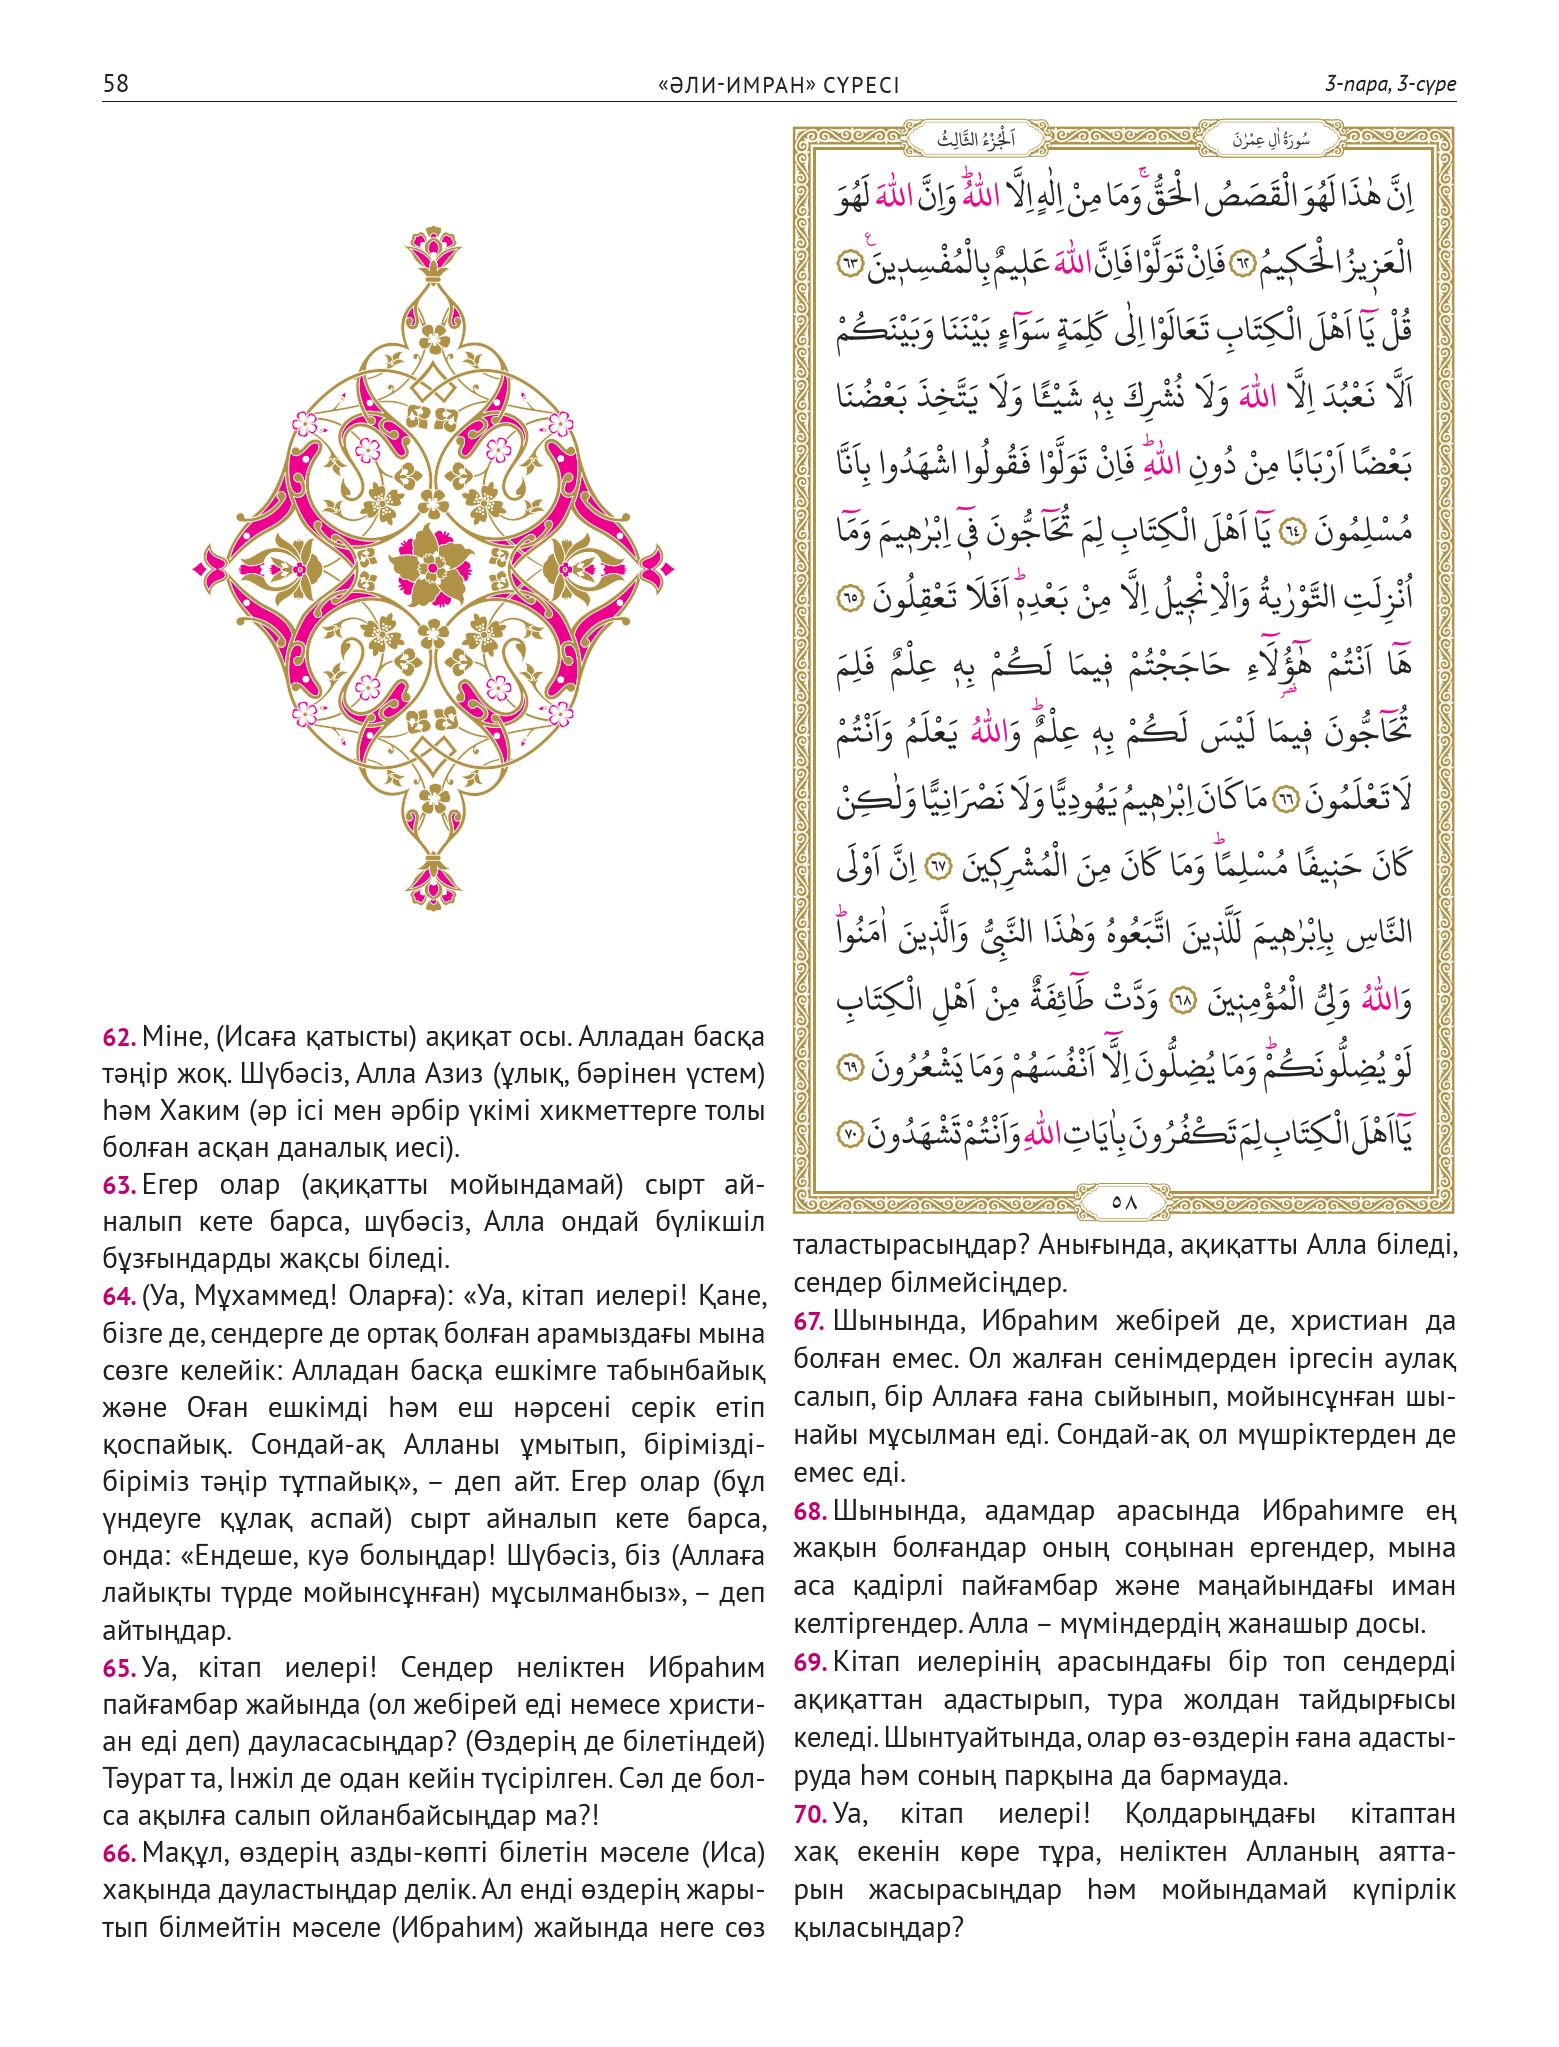 58
«ӘЛИ-ИМРАН» СҮРЕСІ
3-пара, 3-сүре
سُورَةُ اٰلِ عِمْرٰنَ
اَلْجُزْءُ الثَّالِثُ
اِنَّ هٰذَا لَهُوَ الْقَصَصُ الْحَقُّۚ وَمَا مِنْ اِلٰهٍ اِلَّا اللّٰهُۜ وَاِنَّ اللّٰهَ لَهُوَ
الْعَزٖيزُ الْحَكٖيمُ ﴿٦٢﴾ فَاِنْ تَوَلَّوْا فَاِنَّ اللّٰهَ عَلٖيمٌ بِالْمُفْسِدٖينَࣖ ﴿٦٣﴾
قُلْ يَٓا اَهْلَ الْكِتَابِ تَعَالَوْا اِلٰى كَلِمَةٍ سَوَٓاءٍ بَيْنَنَا وَبَيْنَكُمْ
اَلَّا نَعْبُدَ اِلَّا اللّٰهَ وَلَا نُشْرِكَ بِهٖ شَيْـًٔا وَلَا يَتَّخِذَ بَعْضُنَا
بَعْضًا اَرْبَابًا مِنْ دُونِ اللّٰهِۜ فَاِنْ تَوَلَّوْا فَقُولُوا اشْهَدُوا بِاَنَّا
مُسْلِمُونَ ﴿٦٤﴾ يَٓا اَهْلَ الْكِتَابِ لِمَ تُحَٓاجُّونَ فٖٓي اِبْرٰهٖيمَ وَمَٓا
اُنْزِلَتِ التَّوْرٰيةُ وَالْاِنْجٖيلُ اِلَّا مِنْ بَعْدِهٖۜ اَفَلَا تَعْقِلُونَ ﴿٦٥﴾
هَٓا اَنْتُمْ هٰٓؤُ۬لَٓاءِ حَاجَجْتُمْ فٖيمَا لَكُمْ بِهٖ عِلْمٌ فَلِمَ
تُحَٓاجُّونَ فٖيمَا لَيْسَ لَكُمْ بِهٖ عِلْمٌۜ وَاللّٰهُ يَعْلَمُ وَاَنْتُمْ
لَا تَعْلَمُونَ ﴿٦٦﴾ مَا كَانَ اِبْرٰهٖيمُ يَهُودِيًّا وَلَا نَصْرَانِيًّا وَلٰكِنْ
كَانَ حَنٖيفًا مُسْلِمًاۜ وَمَا كَانَ مِنَ الْمُشْرِكٖينَ ﴿٦٧﴾ اِنَّ اَوْلَى
النَّاسِ بِاِبْرٰهٖيمَ لَلَّذٖينَ اتَّبَعُوهُ وَهٰذَا النَّبِيُّ وَالَّذٖينَ اٰمَنُواۜ
وَاللّٰهُ وَلِيُّ الْمُؤْمِنٖينَ ﴿٦٨﴾ وَدَّتْ طَٓائِفَةٌ مِنْ اَهْلِ الْكِتَابِ
لَوْ يُضِلُّونَكُمْۜ وَمَا يُضِلُّونَ اِلَّٓا اَنْفُسَهُمْ وَمَا يَشْعُرُونَ ﴿٦٩﴾
يَٓا اَهْلَ الْكِتَابِ لِمَ تَكْفُرُونَ بِاٰيَاتِ اللّٰهِ وَاَنْتُمْ تَشْهَدُونَ ﴿٧٠﴾
٥٨
62. Міне, (Исаға қатысты) ақиқат осы. Алладан басқа
тәңір жоқ. Шүбәсіз, Алла Азиз (ұлық, бәрінен үстем)
һәм Хаким (әр ісі мен әрбір үкімі хикметтерге толы
болған асқан даналық иесі).
63. Егер олар (ақиқатты мойындамай) сырт ай-
налып кете барса, шүбәсіз, Алла ондай бүлікшіл
бұзғындарды жақсы біледі.
64. (Уа, Мұхаммед! Оларға): «Уа, кітап иелері! Қане,
бізге де, сендерге де ортақ болған арамыздағы мына
сөзге келейік: Алладан басқа ешкімге табынбайық
және Оған ешкімді һәм еш нәрсені серік етіп
қоспайық. Сондай-ақ Алланы ұмытып, бірімізді-
біріміз тәңір тұтпайық», – деп айт. Егер олар (бұл
үндеуге құлақ аспай) сырт айналып кете барса,
онда: «Ендеше, куә болыңдар! Шүбәсіз, біз (Аллаға
лайықты түрде мойынсұнған) мұсылманбыз», – деп
айтыңдар.
65. Уа, кітап иелері! Сендер неліктен Ибраһим
пайғамбар жайында (ол жебірей еді немесе христи-
ан еді деп) дауласасыңдар? (Өздерің де білетіндей)
Тәурат та, Інжіл де одан кейін түсірілген. Сәл де бол-
са ақылға салып ойланбайсыңдар ма?!
66. Мақұл, өздерің азды-көпті білетін мәселе (Иса)
хақында дауластыңдар делік. Ал енді өздерің жары-
тып білмейтін мәселе (Ибраһим) жайында неге сөз
таластырасыңдар? Анығында, ақиқатты Алла біледі,
сендер білмейсіңдер.
67. Шынында, Ибраһим жебірей де, христиан да
болған емес. Ол жалған сенімдерден іргесін аулақ
салып, бір Аллаға ғана сыйынып, мойынсұнған шы-
найы мұсылман еді. Сондай-ақ ол мүшріктерден де
емес еді.
68. Шынында, адамдар арасында Ибраһимге ең
жақын болғандар оның соңынан ергендер, мына
аса қадірлі пайғамбар және маңайындағы иман
келтіргендер. Алла – мүміндердің жанашыр досы.
69. Кітап иелерінің арасындағы бір топ сендерді
ақиқаттан адастырып, тура жолдан тайдырғысы
келеді. Шынтуайтында, олар өз-өздерін ғана адасты-
руда һәм соның парқына да бармауда.
70. Уа, кітап иелері! Қолдарыңдағы кітаптан
хақ екенін көре тұра, неліктен Алланың аятта-
рын жасырасыңдар һәм мойындамай күпірлік
қыласыңдар?